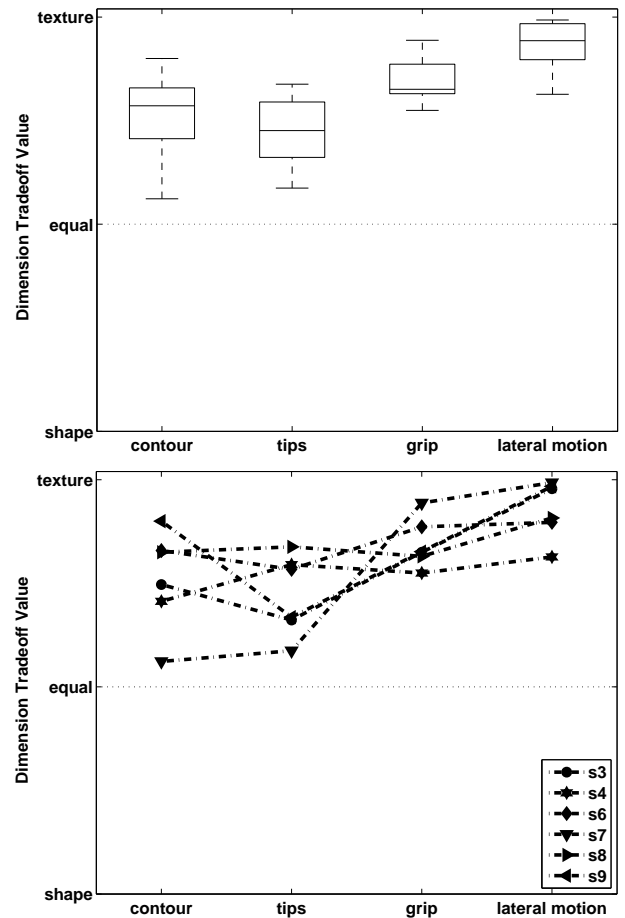 texture
Dimension Tradeoff Value
equal
shape
contour tips grip lateral motion
texture
Dimension Tradeoff Value
equal
s3
s4
s6
s7
s8
s9
shape
contour tips grip lateral motion